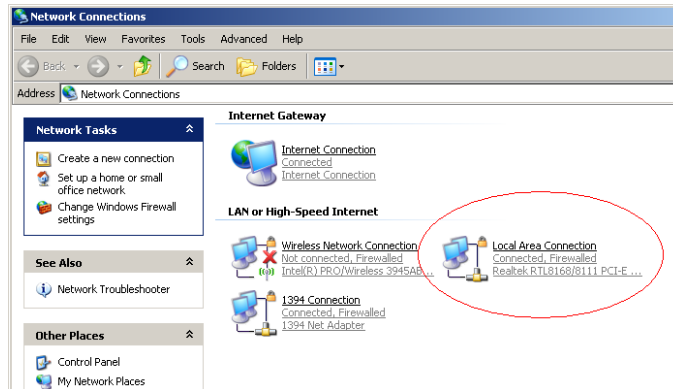 Network Connections
File Edit View Favorites Tools Advanced Help
Back Search Folders
Address Network Connections
Network Tasks
Create a new connection
Set up a home or small
office network
Change Windows Firewall
settings
See Also
Network Troubleshooter
Other Places
Control Panel
My Network Places
Internet Gateway
Internet Connection
Connected
Internet Connection
LAN or High-Speed Internet
Wireless Network Connection
Not connected, Firewalled
Intel(R) PRO/Wireless 3945AB...
Local Area Connection
Connected, Firewalled
Realtek RTL8168/8111 PCI-E ...
1394 Connection
Connected, Firewalled
1394 Net Adapter